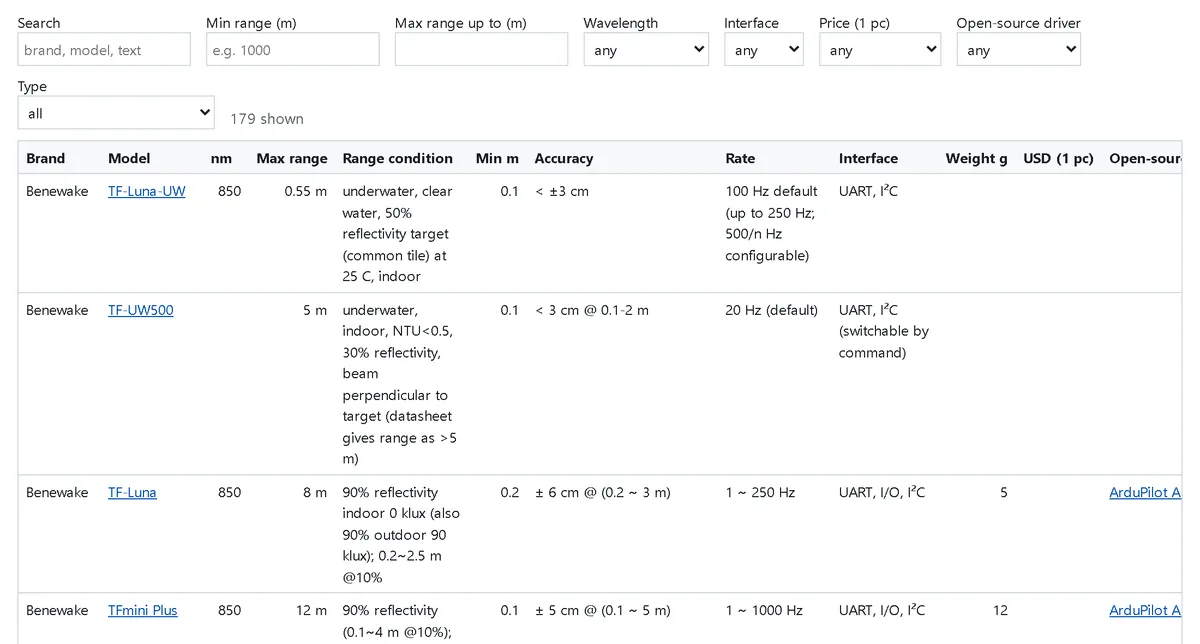 Search
Min range (m)
Max range up to (m)
Wavelength
Interface
Price (1 pc)
Open-source driver
brand, model, text
e.g. 1000
any
any
any
any
Type
all
179 shown
Brand Model nm Max range Range condition Min m Accuracy Rate Interface Weight g USD (1 pc) Open-sour
Benewake TF-Luna-UW 850 0.55 m underwater, clear 0.1 < ±3 cm 100 Hz default UART, I²C
water, 50% (up to 250 Hz;
reflectivity target 500/n Hz
(common tile) at configurable)
25 C, indoor
Benewake TF-UW500 5 m underwater, 0.1 < 3 cm @ 0.1-2 m 20 Hz (default) UART, I²C
indoor, NTU<0.5, (switchable by
30% reflectivity, command)
beam
perpendicular to
target (datasheet
gives range as >5
m)
Benewake TF-Luna 850 8 m 90% reflectivity 0.2 ± 6 cm @ (0.2 ~ 3 m) 1 ~ 250 Hz UART, I/O, I²C 5 ArduPilot A
indoor 0 klux (also
90% outdoor 90
klux); 0.2~2.5 m
@10%
Benewake TFmini Plus 850 12 m 90% reflectivity 0.1 ± 5 cm @ (0.1 ~ 5 m) 1 ~ 1000 Hz UART, I/O, I²C 12 ArduPilot A
(0.1~4 m @10%);